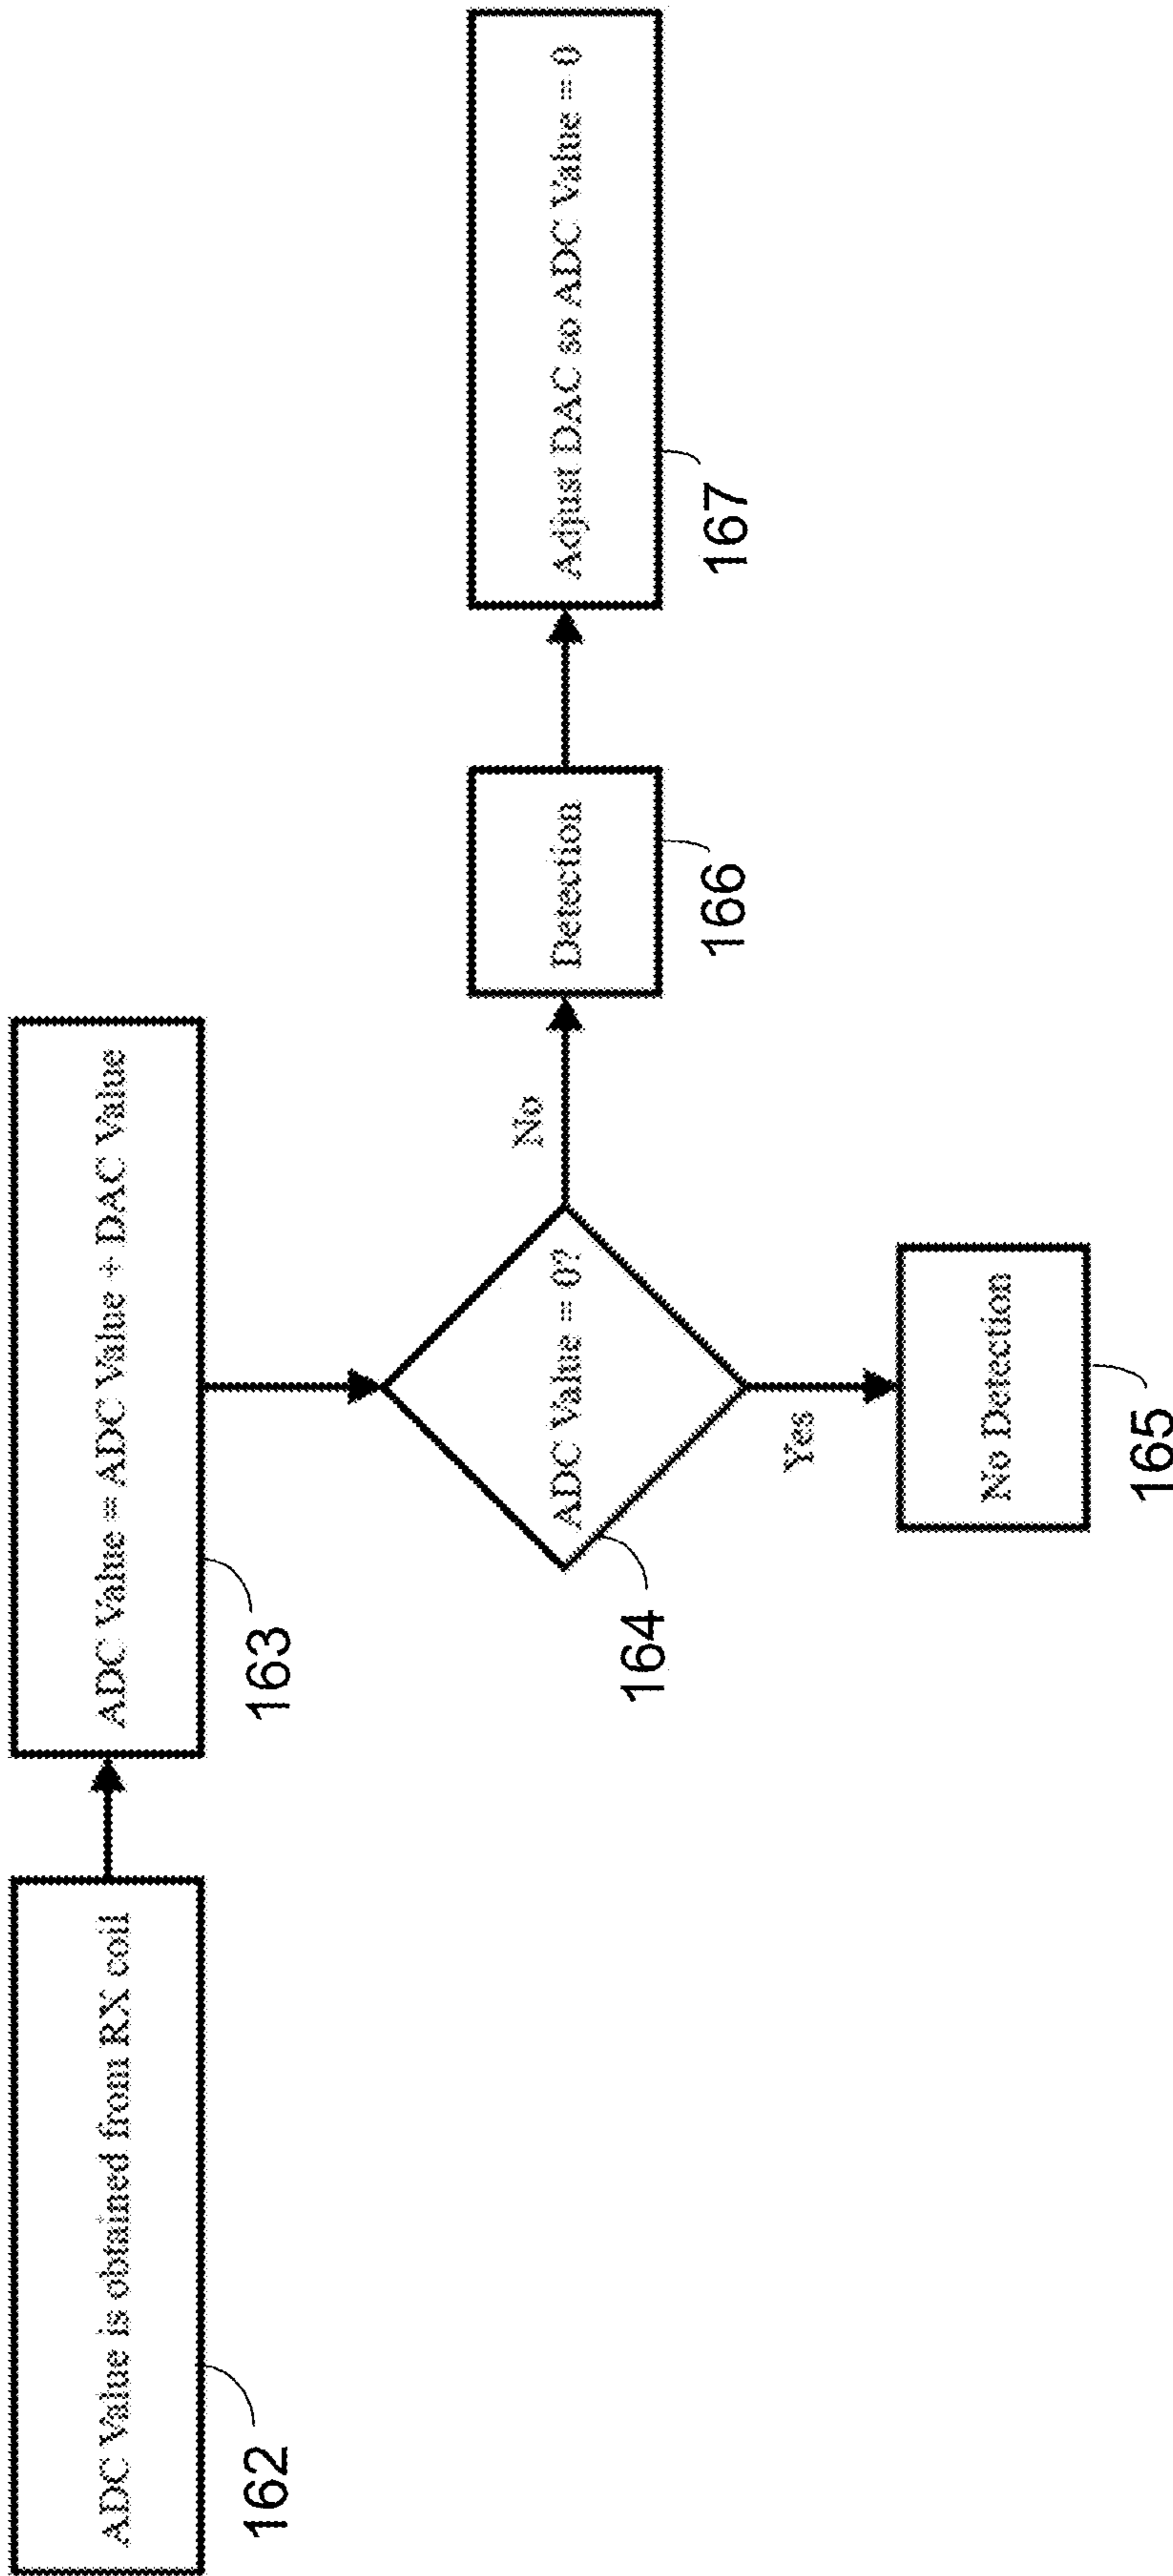 ADC Value is obtained from RX coil
162
ADC Value = ADC Value + DAC Value
163
ADC Value = 0?
164
Yes
No Detection
165
No
Detection
166
Adjust DAC so ADC Value = 0
167